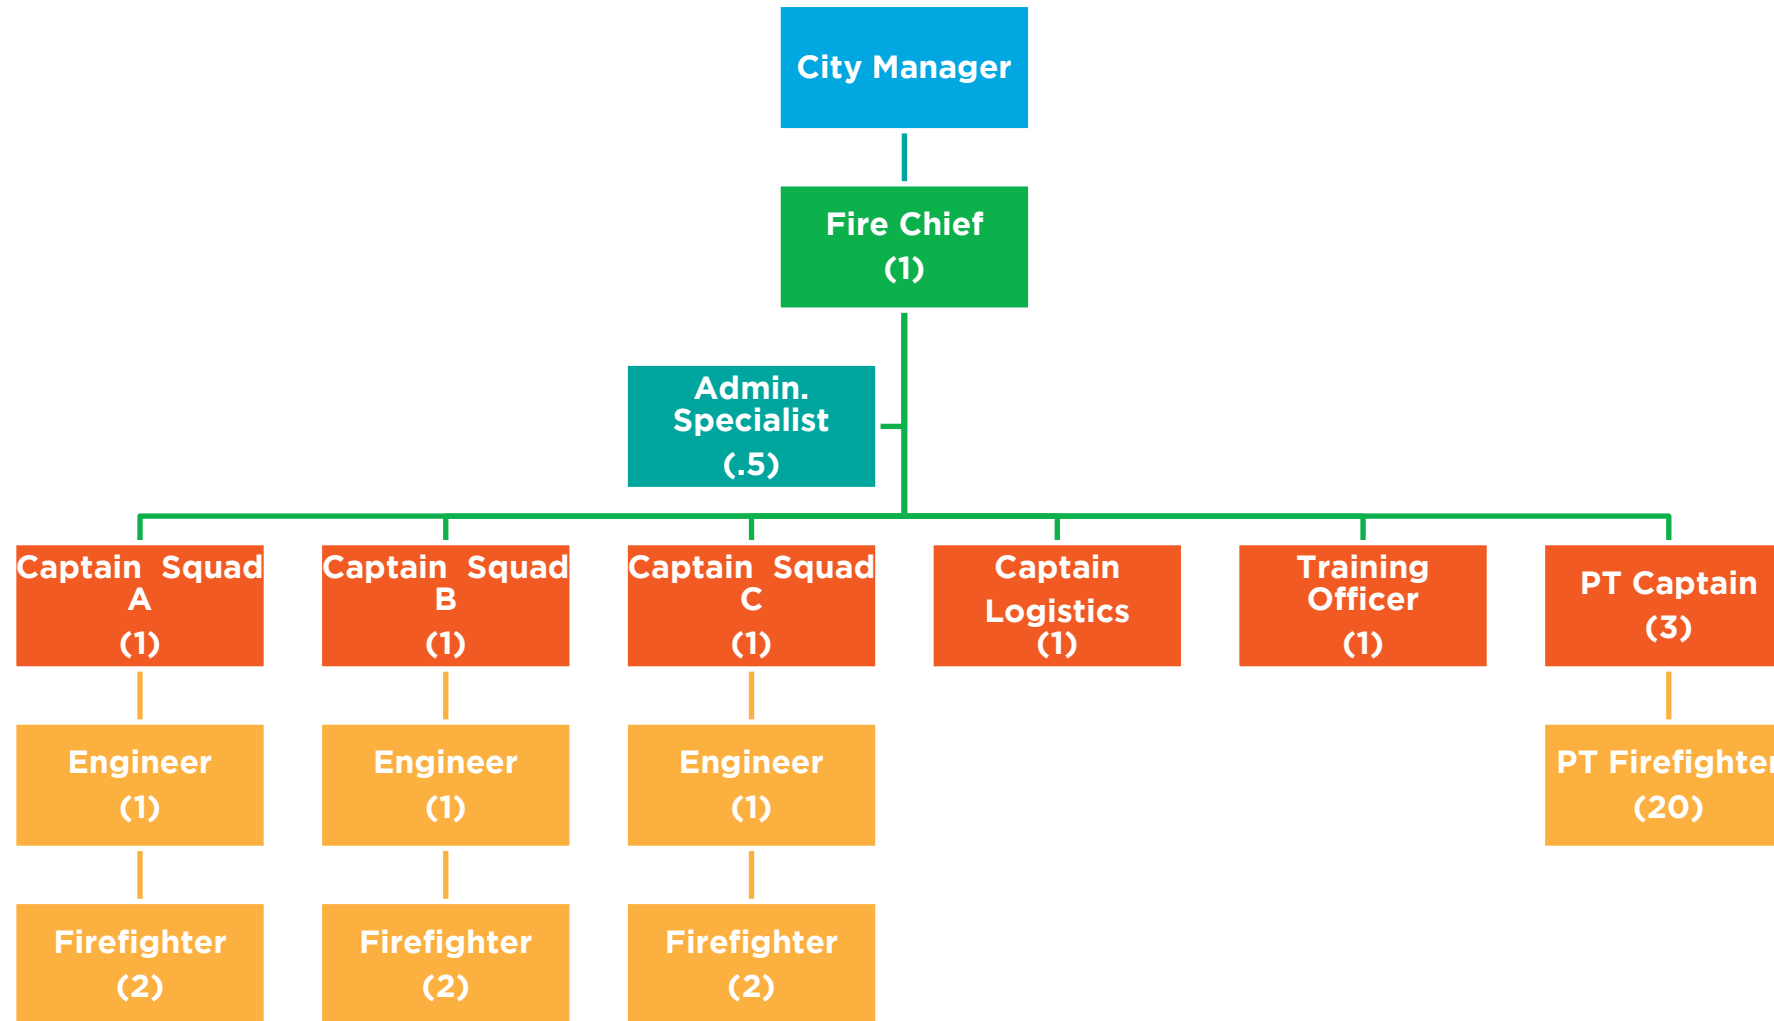 City Manager
Fire Chief
(1)
Admin.
Specialist
(.5)
Captain Squad
A
(1)
Captain Squad
B
(1)
Captain Squad
C
(1)
Captain
Logistics
(1)
Training
Officer
(1)
PT Captain
(3)
Engineer
(1)
Engineer
(1)
Engineer
(1)
PT Firefighter
(20)
Firefighter
(2)
Firefighter
(2)
Firefighter
(2)